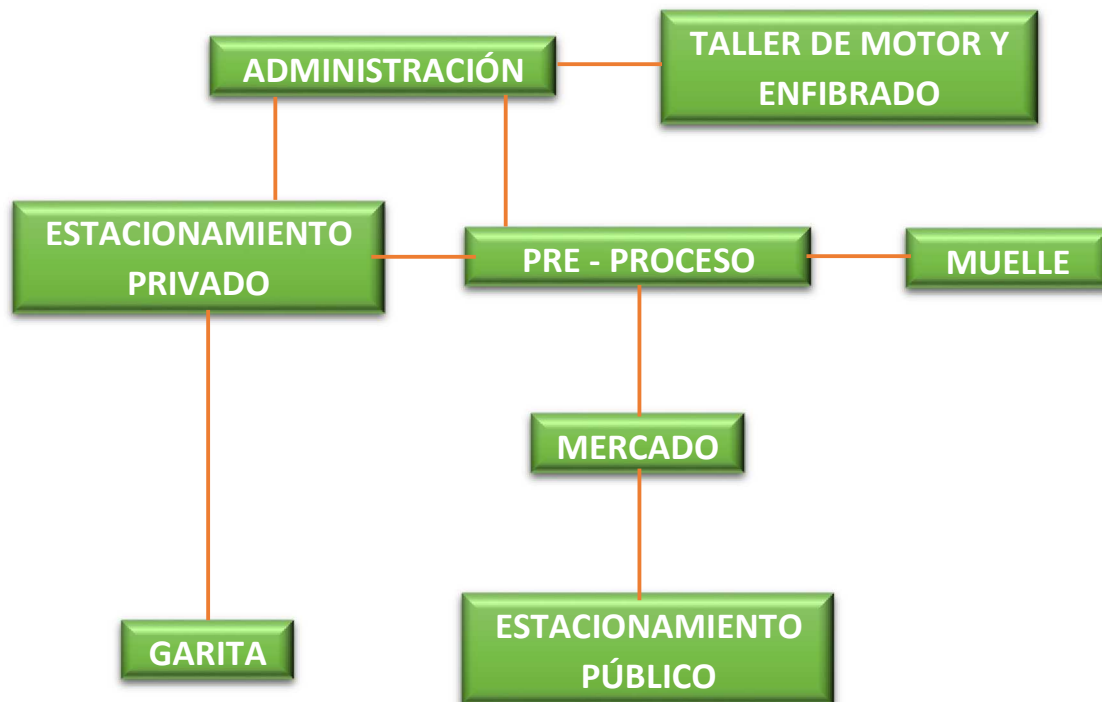 ADMINISTRACIÓN
TALLER DE MOTOR Y
ENFIBRADO
ESTACIONAMIENTO
PRIVADO
PRE - PROCESO
MUELLE
MERCADO
GARITA
ESTACIONAMIENTO
PÚBLICO